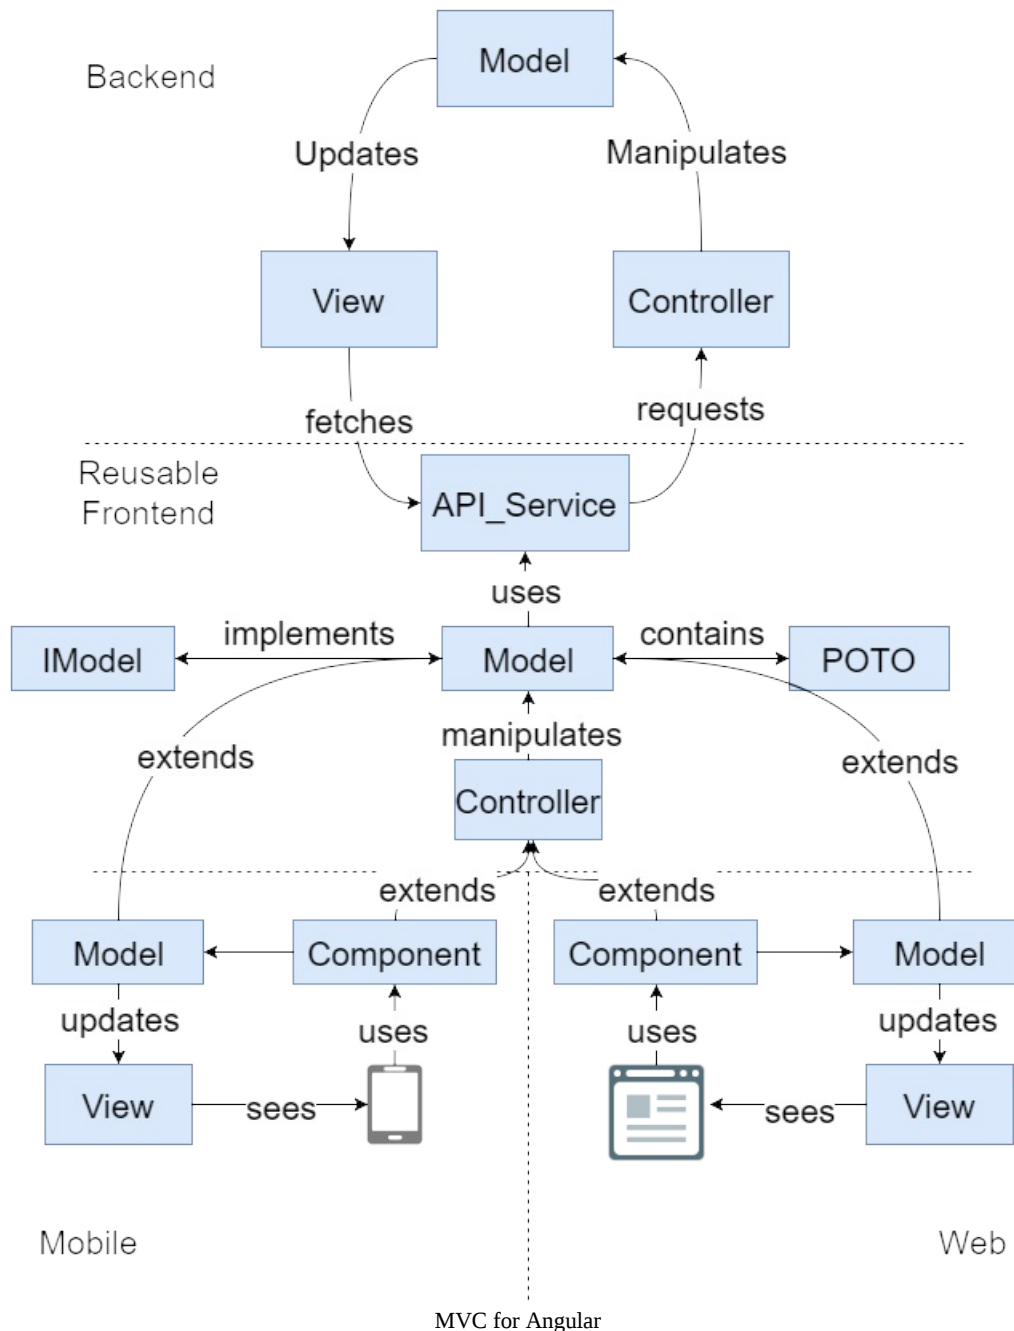 Model
Backend
Updates
Manipulates
View
Controller
fetches
requests
Reusable
Frontend
API_Service
uses
implements
contains
IModel
Model
POTO
manipulates
extends
extends
Controller
extends
extends
Model
Component
Component
Model
updates
uses
uses
updates
View
sees
sees
View
Mobile
Web
MVC for Angular